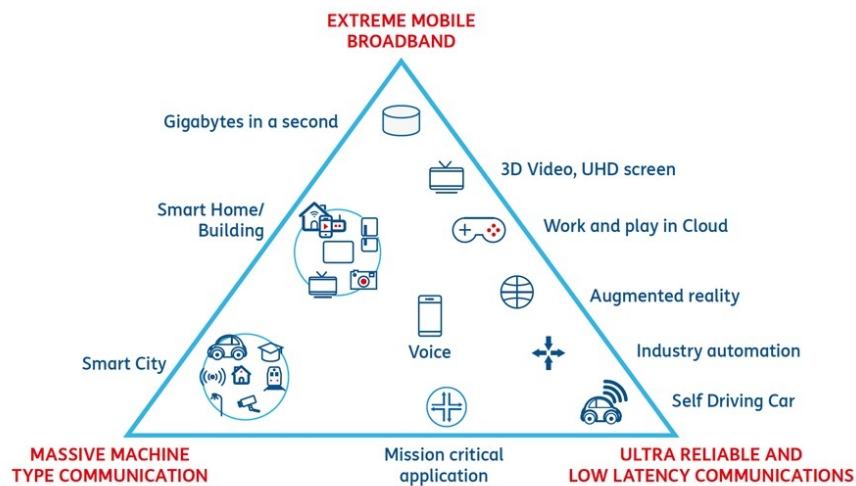 EXTREME MOBILE
BROADBAND
Gigabytes in a second
3D Video, UHD screen
Smart Home/
Building
Work and play in Cloud
Augmented reality
Voice
Industry automation
Smart City
Self Driving Car
MASSIVE MACHINE
TYPE COMMUNICATION
Mission critical
application
ULTRA RELIABLE AND
LOW LATENCY COMMUNICATIONS